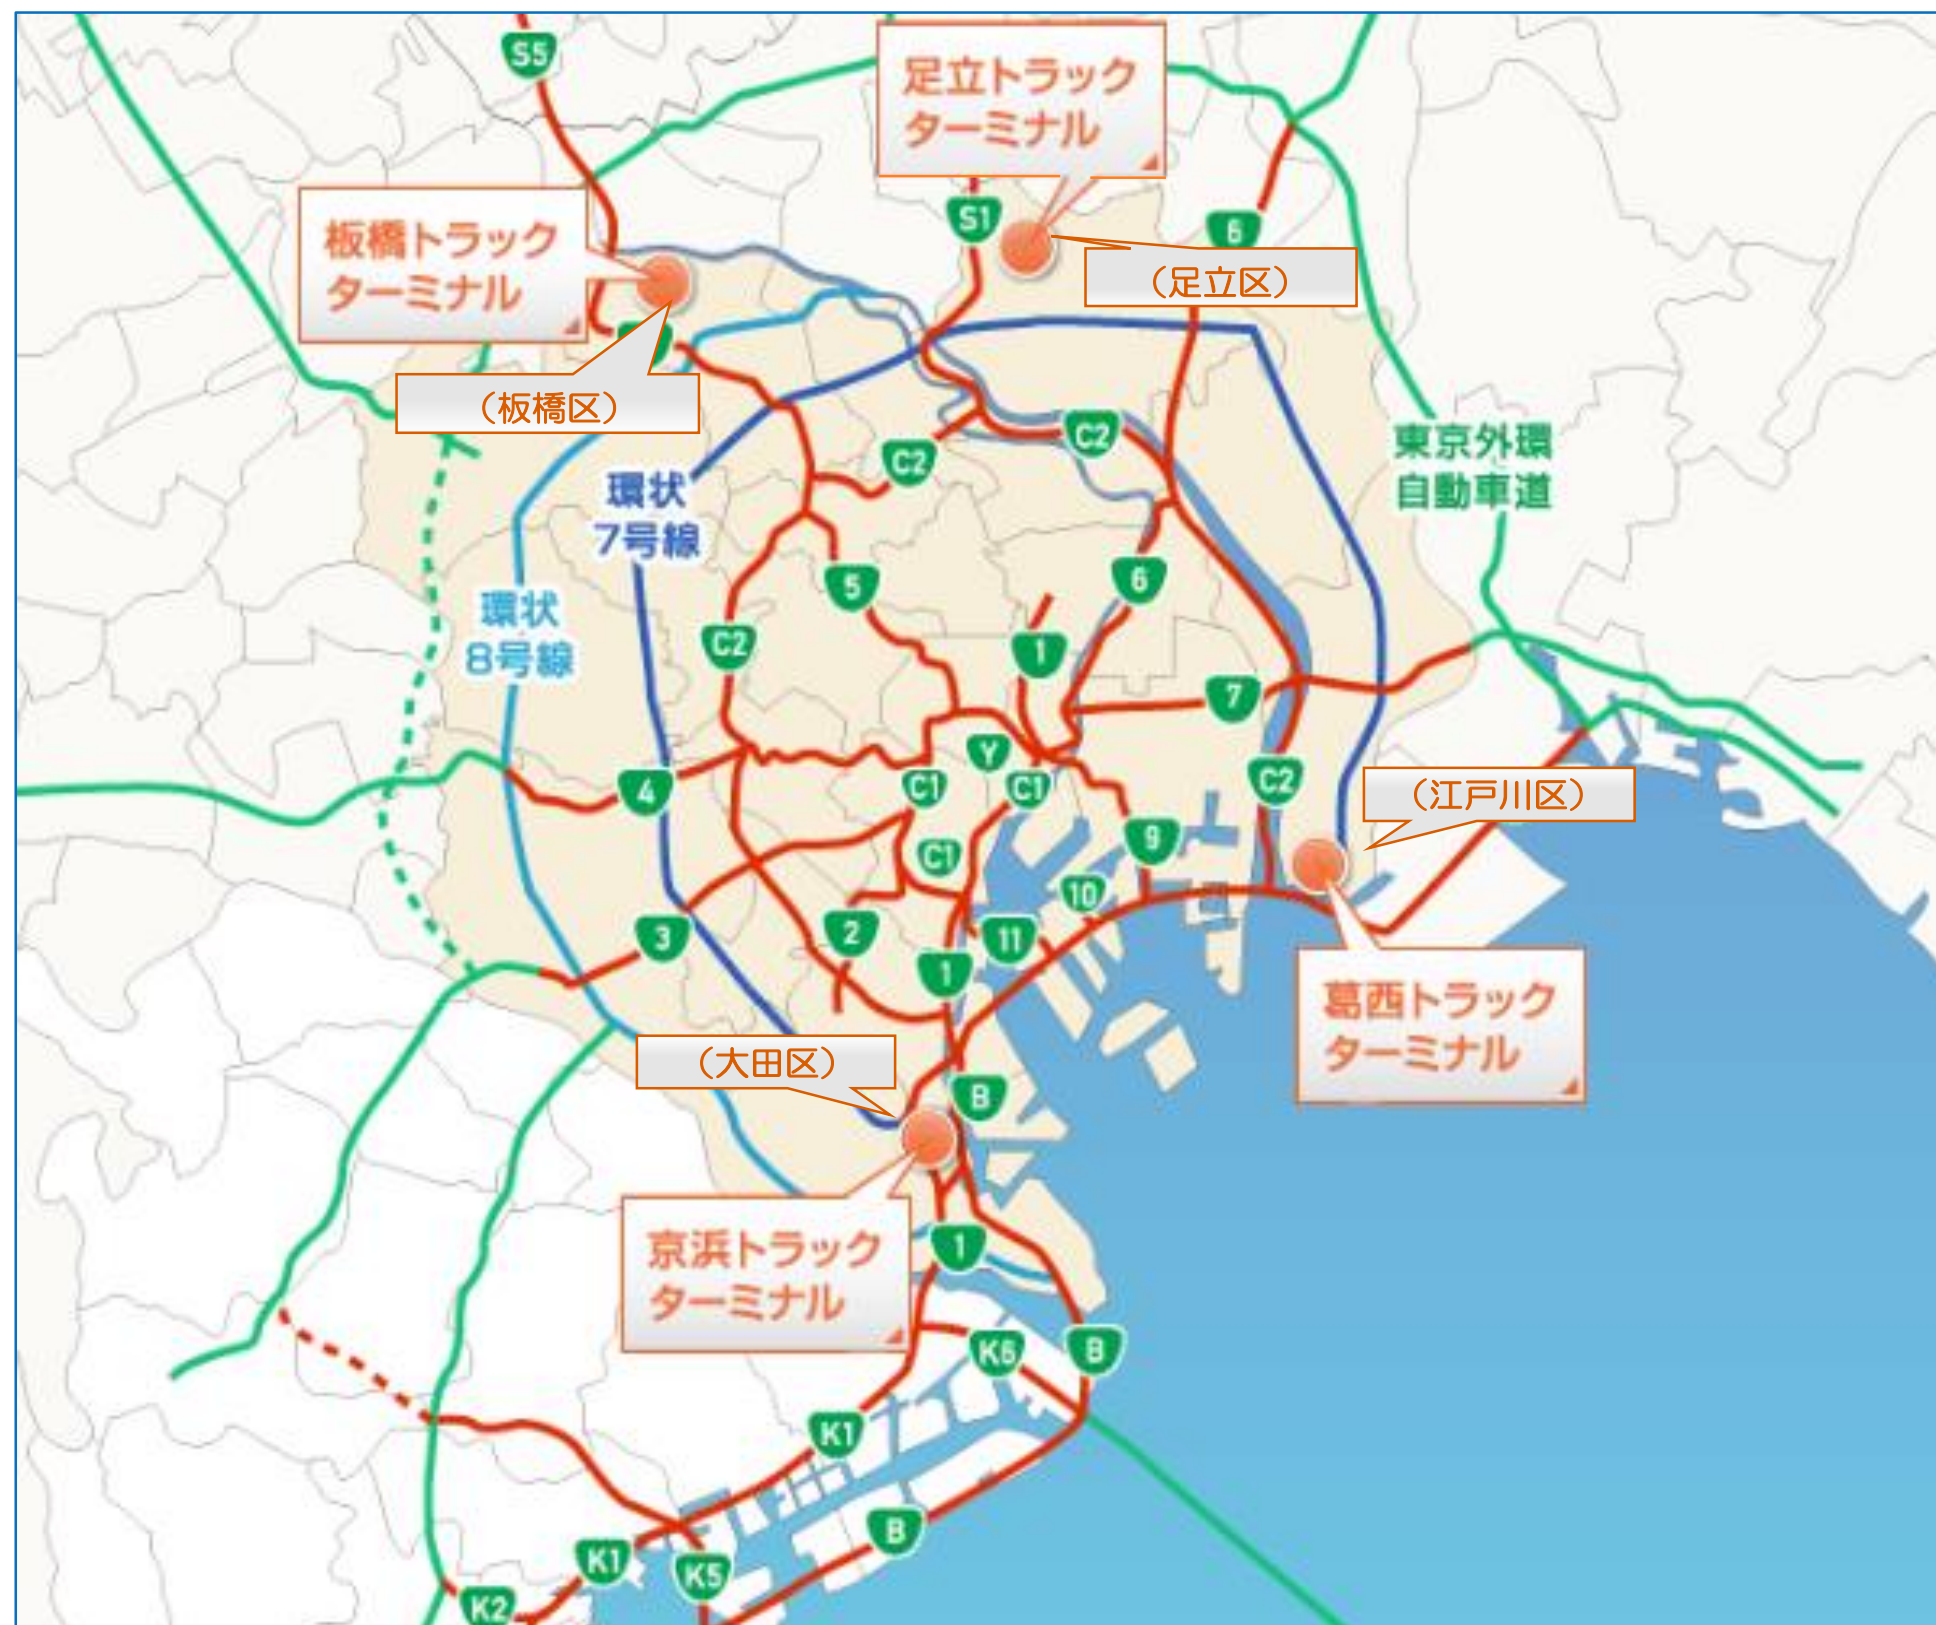 S5
足立トラック
ターミナル
S1
6
板橋トラック
ターミナル
（足立区）
（板橋区）
C2
C2
東京外環
自動車道
環状
7号線
環状
8号線
5
6
C2
1
7
Y
4
C1
C1
C2
（江戸川区）
9
C1
10
3
2
11
1
葛西トラック
ターミナル
（大田区）
B
京浜トラック
ターミナル
1
K6
B
K1
B
K1
K5
K2